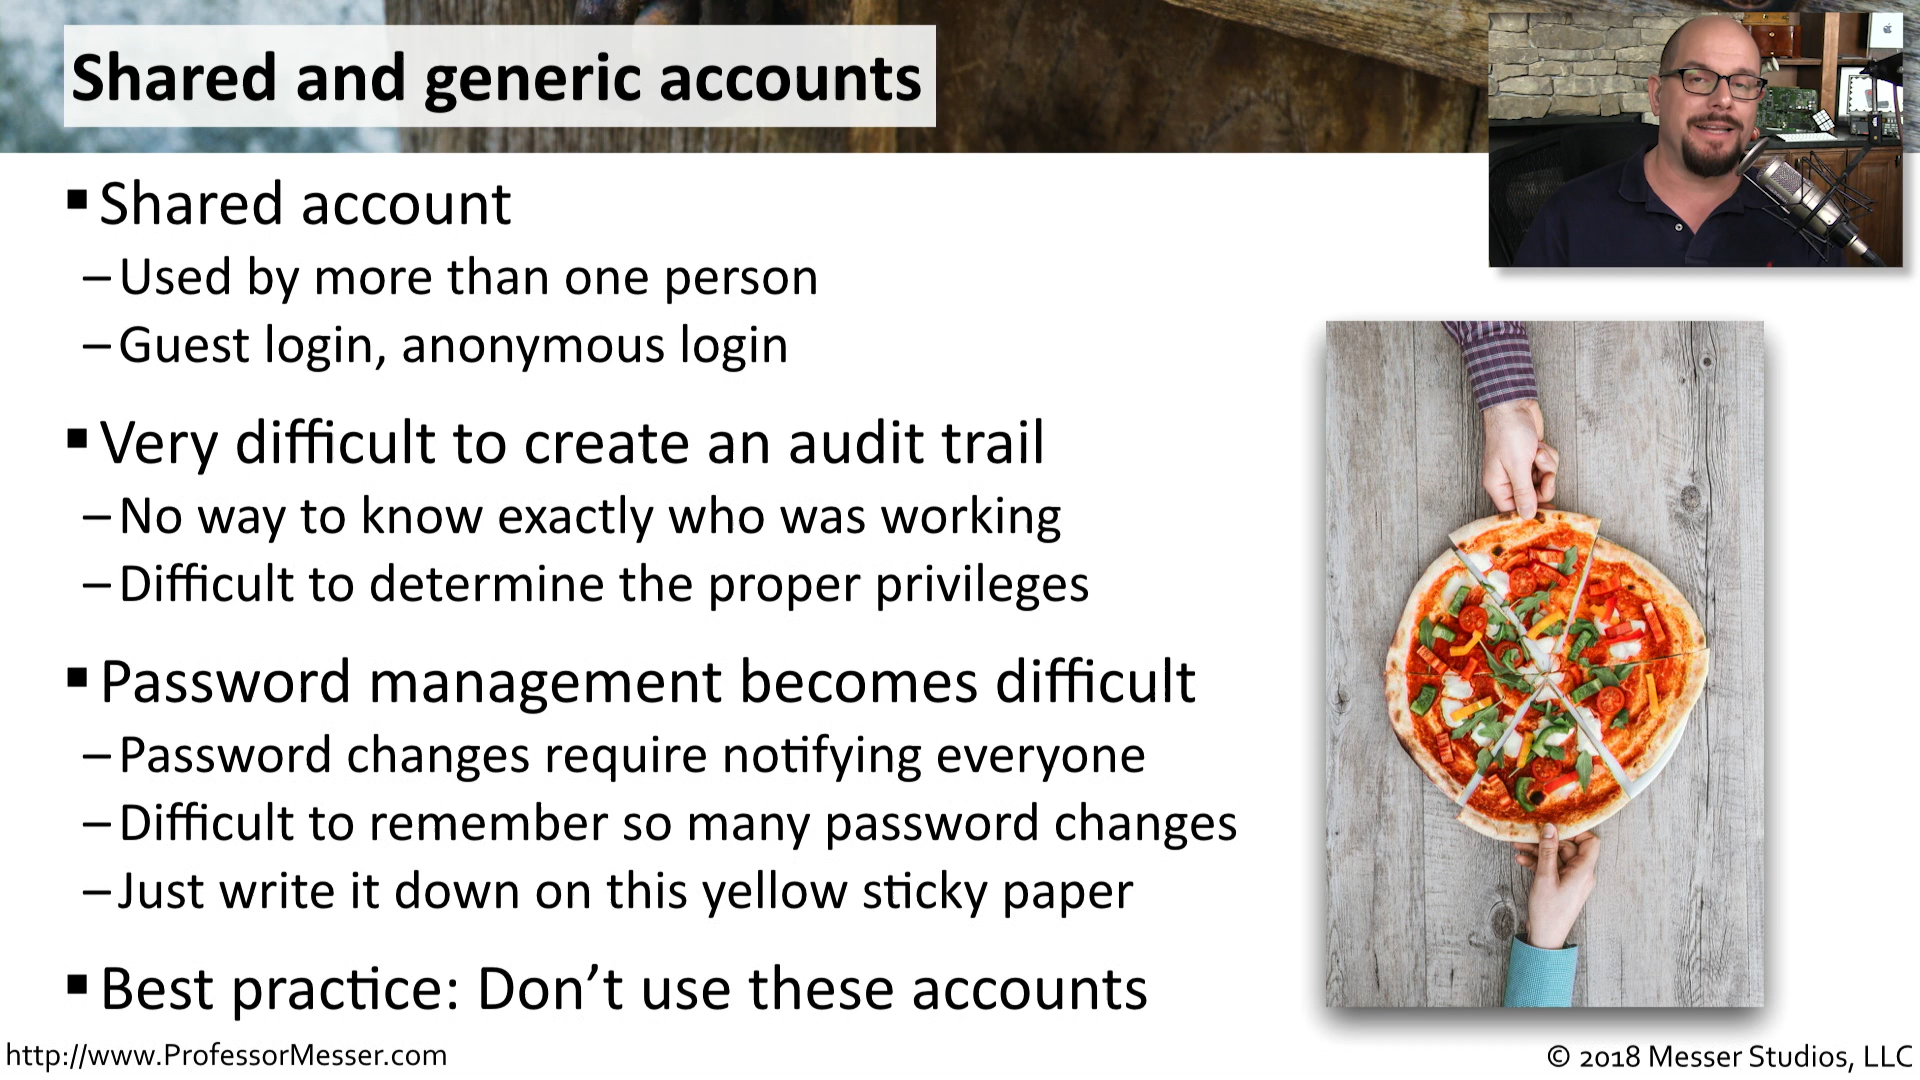 Shared and generic accounts
▪ Shared account
– Used by more than one person
– Guest login, anonymous login
▪ Very difficult to create an audit trail
– No way to know exactly who was working
– Difficult to determine the proper privileges
▪ Password management becomes difficult
– Password changes require notifying everyone
– Difficult to remember so many password changes
– Just write it down on this yellow sticky paper
▪ Best practice: Don’t use these accounts
http://www.ProfessorMesser.com
© 2018 Messer Studios, LLC